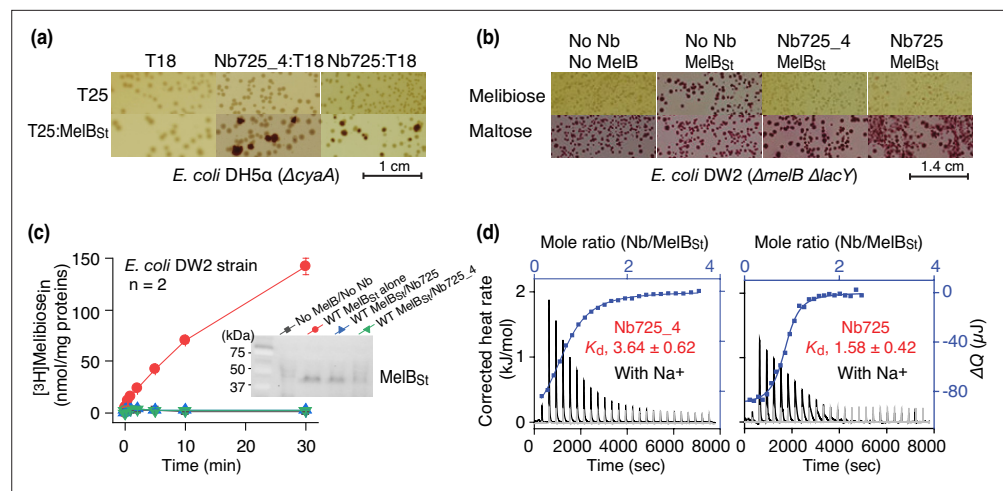 (a)
T18 Nb725_4:T18 Nb725:T18
T25
T25:MelBSt
1 cm
E. coli DH5α (ΔcyaA)
(b)
No Nb No Nb Nb725_4 Nb725
No MelB MelBSt MelBSt MelBSt
Melibiose
Maltose
1.4 cm
E. coli DW2 (ΔmelB ΔlacY)
(c)
[3H]Melibiosein
(nmol/mg proteins)
150
100
50
0
E. coli DW2 strain
n = 2
No MelB/No Nb
WT MelBSt alone
WT MelBSt/Nb725
WT MelBSt/Nb725_4
(kDa)
75
50
37
MelBSt
0 10 20 30
Time (min)
(d)
Mole ratio (Nb/MelBSt) Mole ratio (Nb/MelBSt)
0 2 4 0 2 4
Corrected heat rate
(kJ/mol)
2
1
0
Nb725_4
Kd, 3.64 ± 0.62
With Na+
Nb725
Kd, 1.58 ± 0.42
With Na+
0
-40
-80
ΔQ (μJ)
0 2000 4000 6000 8000 0 2000 4000 6000 8000
Time (sec) Time (sec)